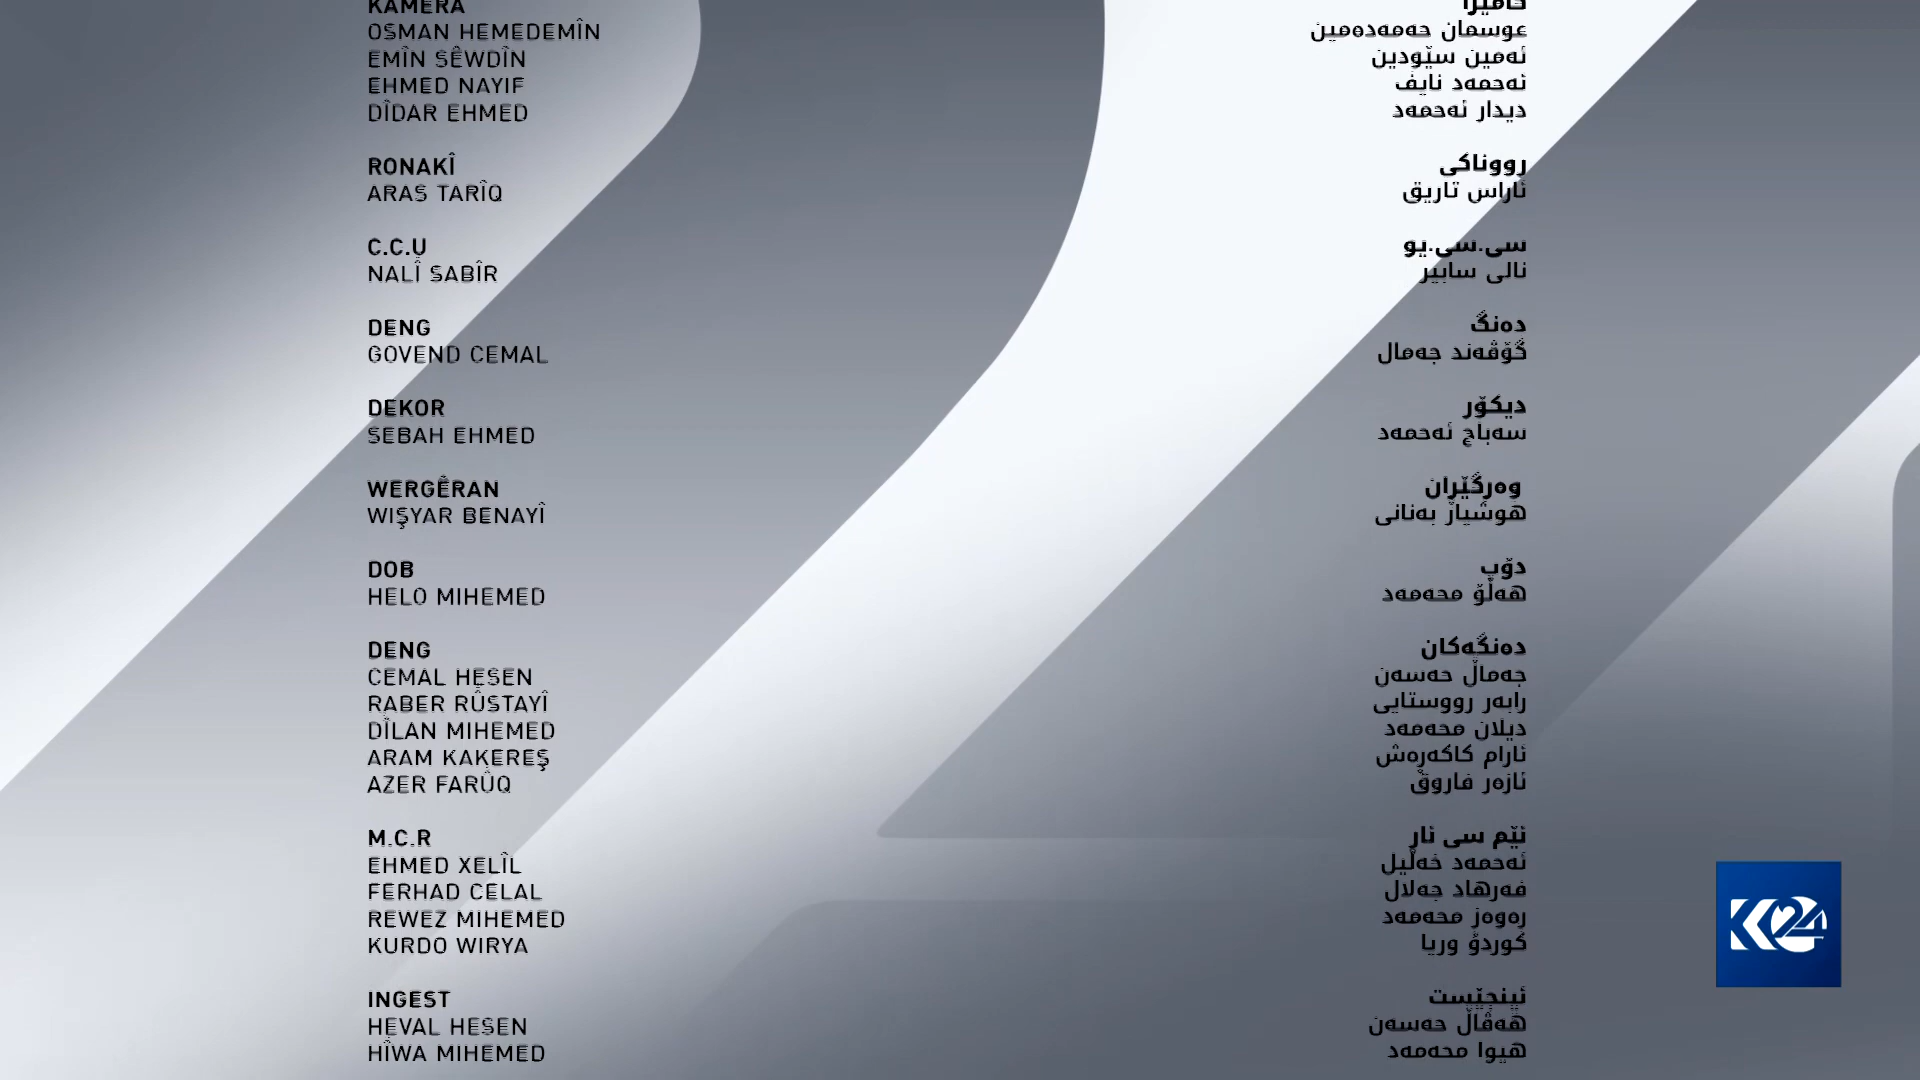 KAMERA
OSMAN HEMEDEMÎN
EMÎN SÊWDÎN
EHMED NAYIF
DÎDAR EHMED
RONAKÎ
ARAS TARÎQ
C.C.U
NALÎ SABÎR
DENG
GOVEND CEMAL
DEKOR
SEBAH EHMED
WERGÊRAN
WIŞYAR BENAYÎ
DOB
HELO MIHEMED
DENG
CEMAL HESEN
RABER RÛSTAYÎ
DÎLAN MIHEMED
ARAM KAKEREŞ
AZER FARÛQ
M.C.R
EHMED XELÎL
FERHAD CELAL
REWEZ MIHEMED
KURDO WIRYA
INGEST
HEVAL HESEN
HÎWA MIHEMED
کامێرا
عوسمان حەمەدەمین
ئەمین سێودین
ئەحمەد نایف
دیدار ئەحمەد
رووناکی
ئاراس تاریق
سی.سی.یو
نالی سابیر
دەنگ
گۆڤەند جەمال
دیکۆر
سەباح ئەحمەد
وەرگێران
هوشیار بەنانی
دۆب
هەڵۆ محەمەد
دەنگەکان
جەماڵ حەسەن
رابەر رووستایی
دیلان محەمەد
ئارام کاکەڕەش
ئازەر فاروق
ئێم سی ئار
ئەحمەد خەلیل
فەرهاد جەلال
رەوەز محەمەد
کوردۆ وریا
ئینجێست
هەڤاڵ حەسەن
هیوا محەمەد
K24